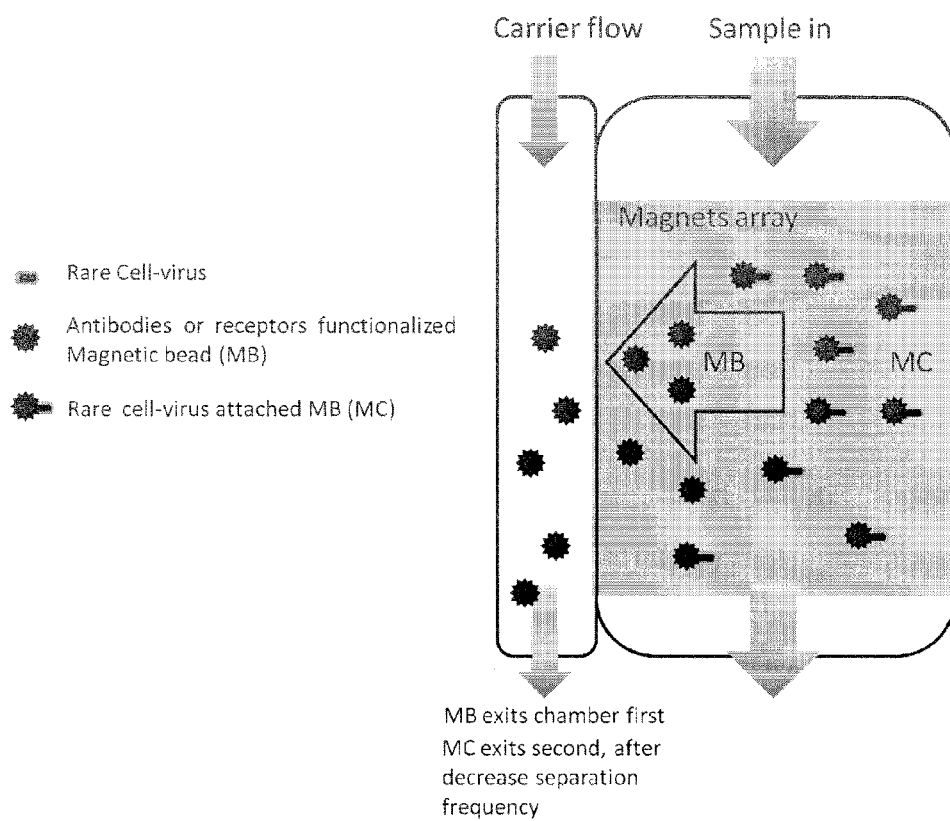 Carrier flow
Sample in
Magnets array
Rare Cell-virus
Antibodies or receptors functionalized
Magnetic bead (MB)
Rare cell-virus attached MB (MC)
MB
MC
MB exits chamber first
MC exits second, after
decrease separation
frequency